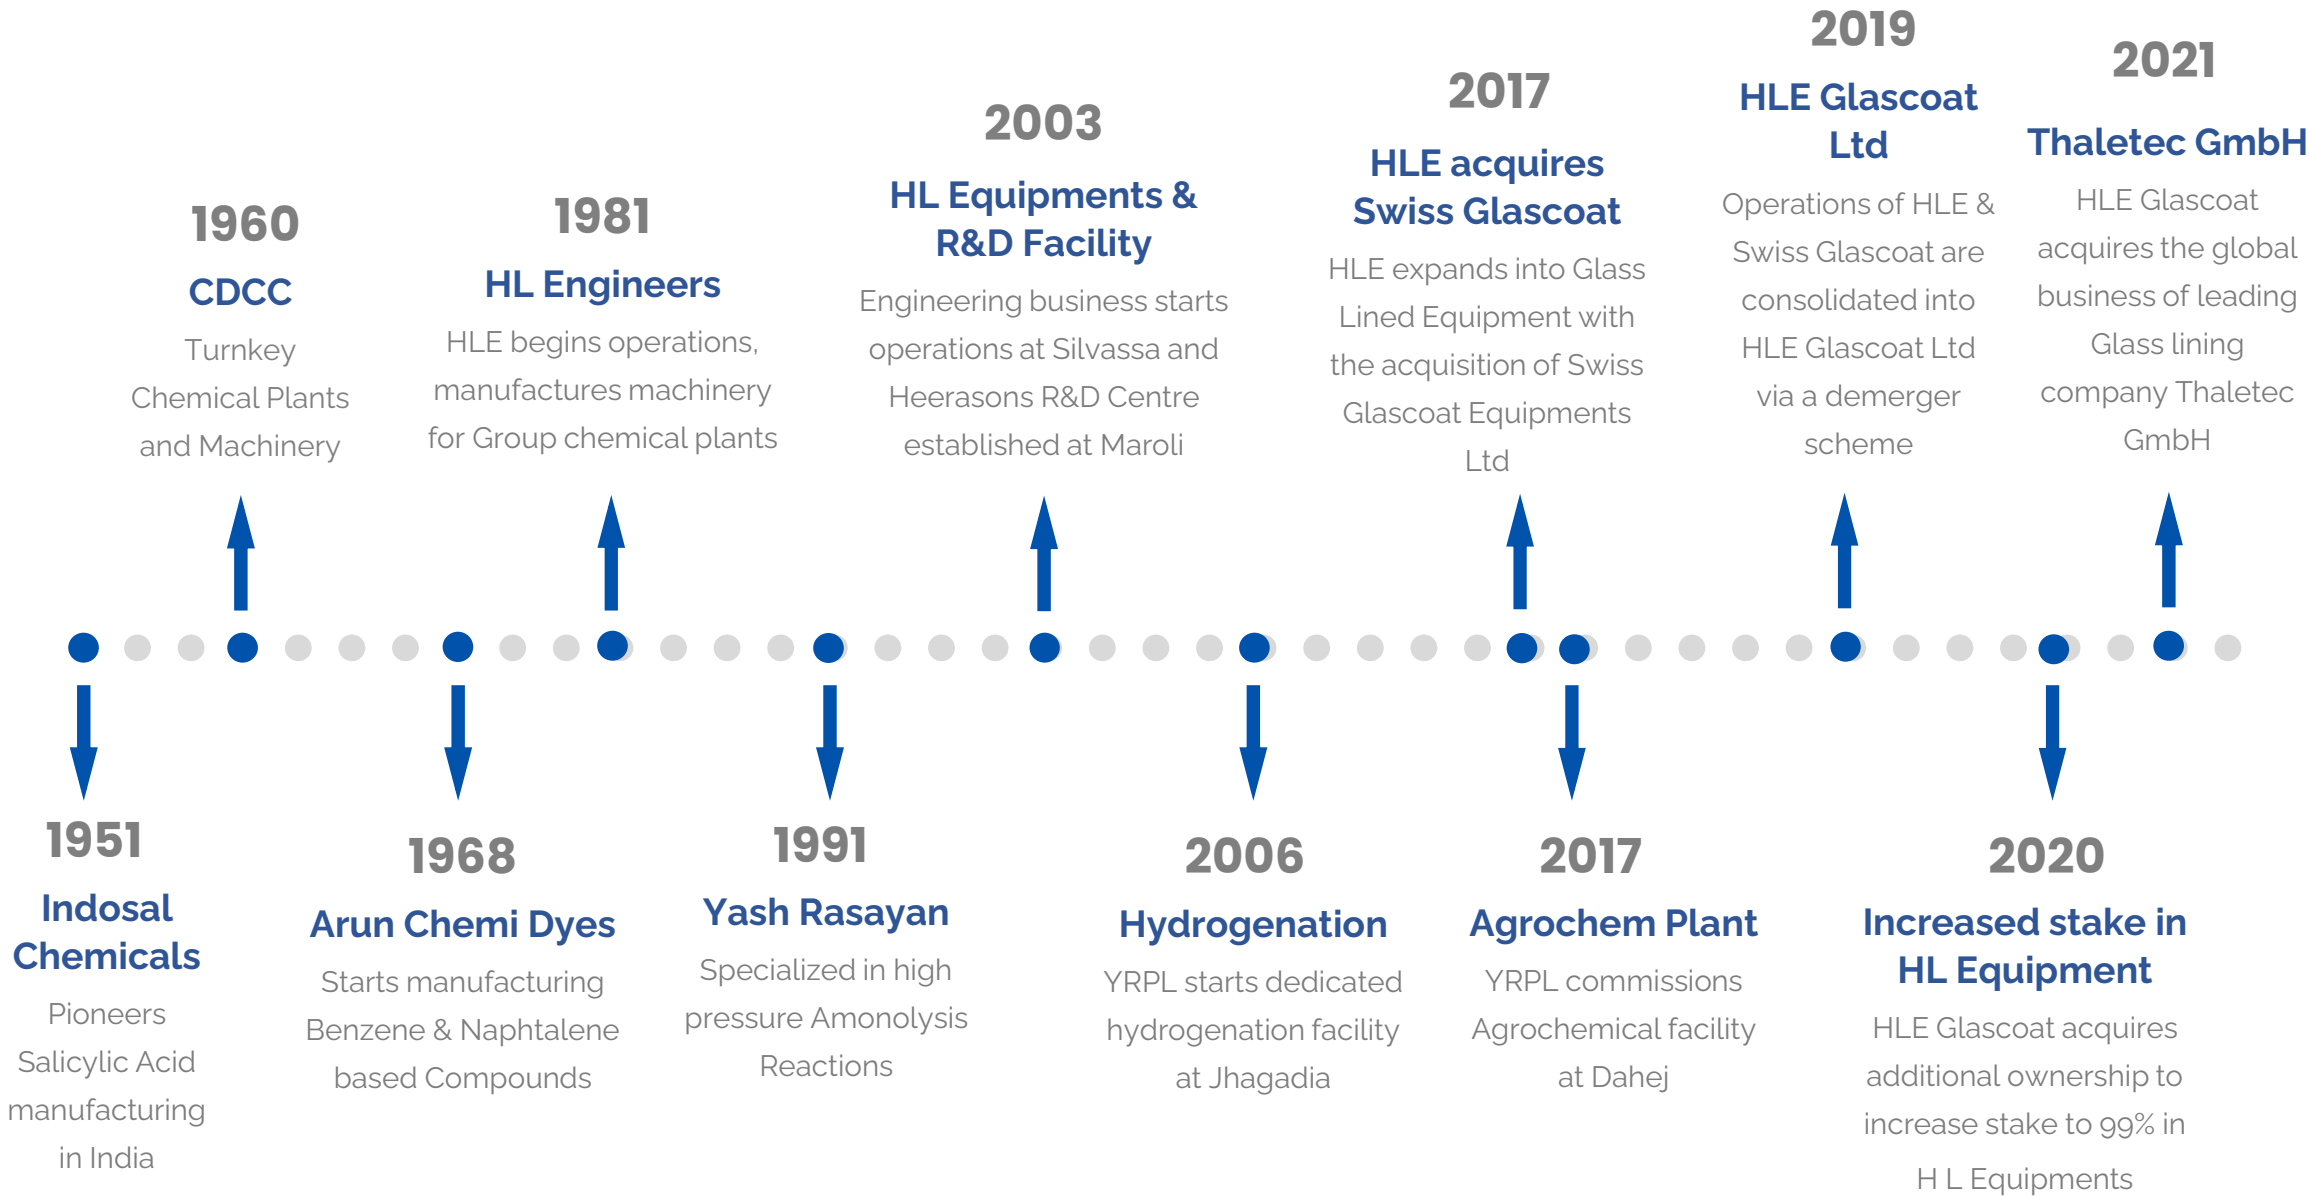 1960
CDCC
Turnkey
Chemical Plants
and Machinery
1981
HL Engineers
HLE begins operations,
manufactures machinery
for Group chemical plants
2003
HL Equipments &
R&D Facility
Engineering business starts
operations at Silvassa and
Heerasons R&D Centre
established at Maroli
2017
HLE acquires
Swiss Glascoat
HLE expands into Glass
Lined Equipment with
the acquisition of Swiss
Glascoat Equipments
Ltd
2019
HLE Glascoat
Ltd
Operations of HLE &
Swiss Glascoat are
consolidated into
HLE Glascoat Ltd
via a demerger
scheme
2021
Thaletec GmbH
HLE Glascoat
acquires the global
business of leading
Glass lining
company Thaletec
GmbH
1951
Indosal
Chemicals
Pioneers
Salicylic Acid
manufacturing
in India
1968
Arun Chemi Dyes
Starts manufacturing
Benzene & Naphtalene
based Compounds
1991
Yash Rasayan
Specialized in high
pressure Amonolysis
Reactions
2006
Hydrogenation
YRPL starts dedicated
hydrogenation facility
at Jhagadia
2017
Agrochem Plant
YRPL commissions
Agrochemical facility
at Dahej
2020
Increased stake in
HL Equipment
HLE Glascoat acquires
additional ownership to
increase stake to 99% in
H L Equipments